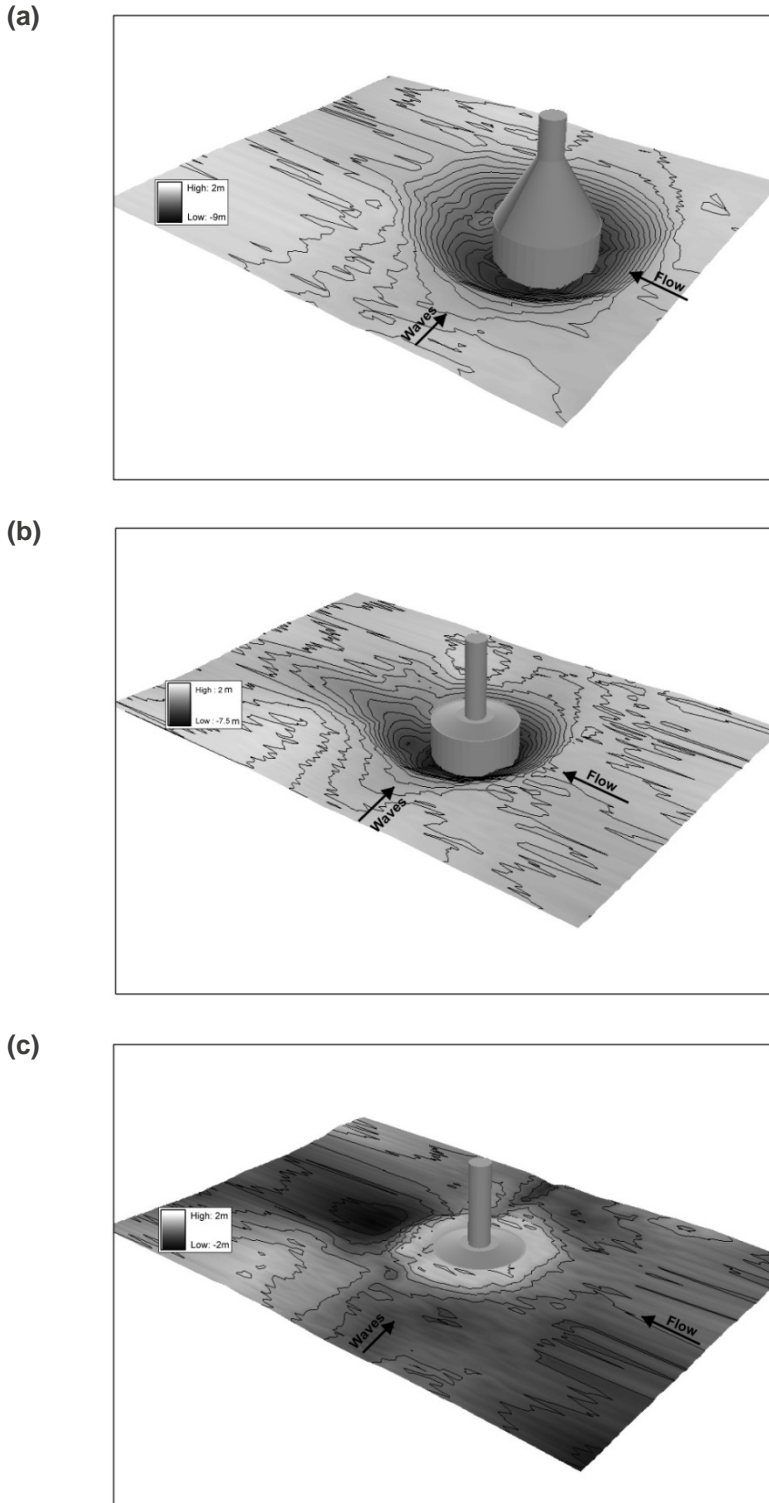 (a)
High: 2m
Low: -9m
Flow
Waves
(b)
High : 2 m
Low : -7.5 m
Flow
Waves
(c)
High: 2m
Low: -2m
Flow
Waves